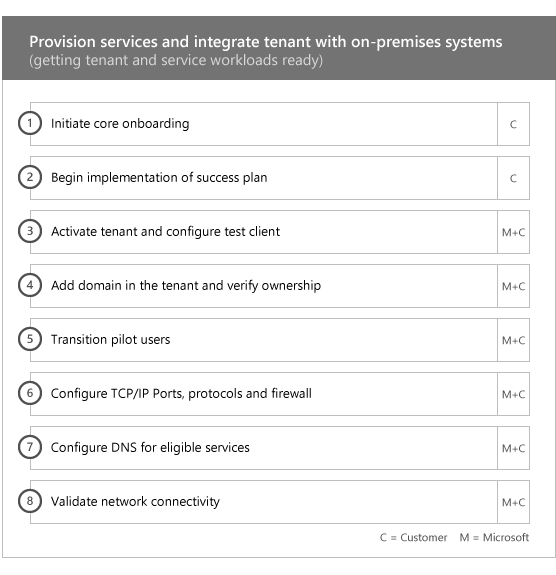 Provision services and integrate tenant with on-premises systems
(getting tenant and service workloads ready)
1 Initiate core onboarding C
2 Begin implementation of success plan C
3 Activate tenant and configure test client M+C
4 Add domain in the tenant and verify ownership M+C
5 Transition pilot users M+C
6 Configure TCP/IP Ports, protocols and firewall M+C
7 Configure DNS for eligible services M+C
8 Validate network connectivity M+C
C = Customer M = Microsoft